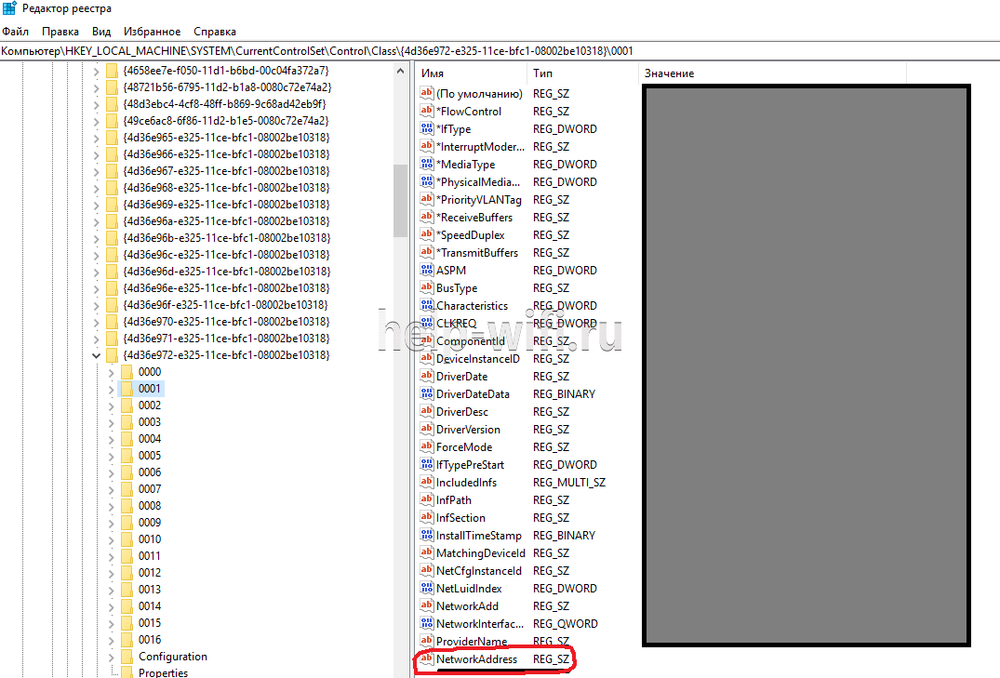 Редактор реестра
Файл Правка Вид Избранное Справка
Компьютер\HKEY_LOCAL_MACHINE\SYSTEM\CurrentControlSet\Control\Class\{4d36e972-e325-11ce-bfc1-08002be10318}\0001
{4658ee7e-f050-11d1-b6bd-00c04fa372a7}
{48721b56-6795-11d2-b1a8-0080c72e74a2}
{48d3ebc4-4cf8-48ff-b869-9c68ad42eb9f}
{49ce6ac8-6f86-11d2-b1e5-0080c72e74a2}
{4d36e965-e325-11ce-bfc1-08002be10318}
{4d36e966-e325-11ce-bfc1-08002be10318}
{4d36e967-e325-11ce-bfc1-08002be10318}
{4d36e968-e325-11ce-bfc1-08002be10318}
{4d36e969-e325-11ce-bfc1-08002be10318}
{4d36e96a-e325-11ce-bfc1-08002be10318}
{4d36e96b-e325-11ce-bfc1-08002be10318}
{4d36e96c-e325-11ce-bfc1-08002be10318}
{4d36e96d-e325-11ce-bfc1-08002be10318}
{4d36e96e-e325-11ce-bfc1-08002be10318}
{4d36e96f-e325-11ce-bfc1-08002be10318}
{4d36e970-e325-11ce-bfc1-08002be10318}
{4d36e971-e325-11ce-bfc1-08002be10318}
{4d36e972-e325-11ce-bfc1-08002be10318}
0000
0001
0002
0003
0004
0005
0006
0007
0008
0009
0010
0011
0012
0013
0014
0015
0016
Configuration
Properties
Имя Тип Значение
(По умолчанию) REG_SZ
*FlowControl REG_SZ
*IfType REG_DWORD
*InterruptModer... REG_SZ
*MediaType REG_DWORD
*PhysicalMedia... REG_DWORD
*PriorityVLANTag REG_SZ
*ReceiveBuffers REG_SZ
*SpeedDuplex REG_SZ
*TransmitBuffers REG_SZ
ASPM REG_DWORD
BusType REG_SZ
Characteristics REG_DWORD
CLKREQ REG_DWORD
ComponentId REG_SZ
DeviceInstanceID REG_SZ
DriverDate REG_SZ
DriverDateData REG_BINARY
DriverDesc REG_SZ
DriverVersion REG_SZ
ForceMode REG_SZ
IfTypePreStart REG_DWORD
IncludedInfs REG_MULTI_SZ
InfPath REG_SZ
InfSection REG_SZ
InstallTimeStamp REG_BINARY
MatchingDeviceId REG_SZ
NetCfgInstanceId REG_SZ
NetLuidIndex REG_DWORD
NetworkAdd REG_SZ
NetworkInterfac... REG_QWORD
ProviderName REG_SZ
NetworkAddress REG_SZ
help-wifi.ru